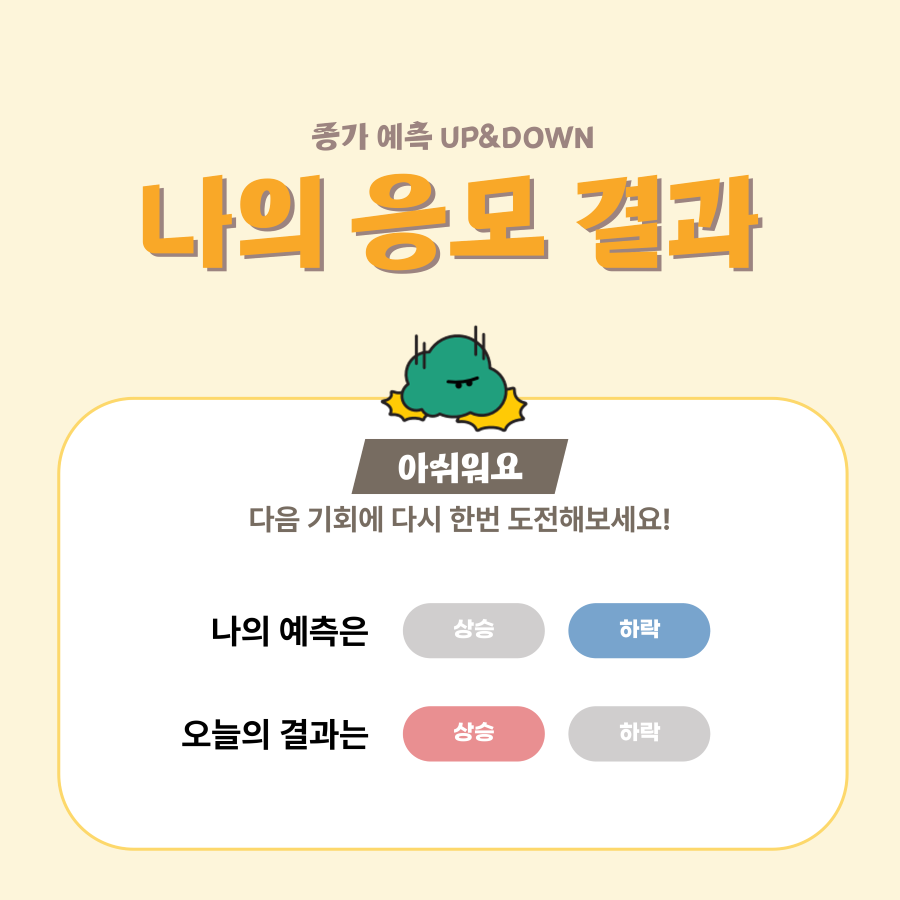 종가 예측 UP&DOWN
나의 응모 결과
아쉬워요
다음 기회에 다시 한번 도전해보세요!
나의 예측은 상승 하락
오늘의 결과는 상승 하락